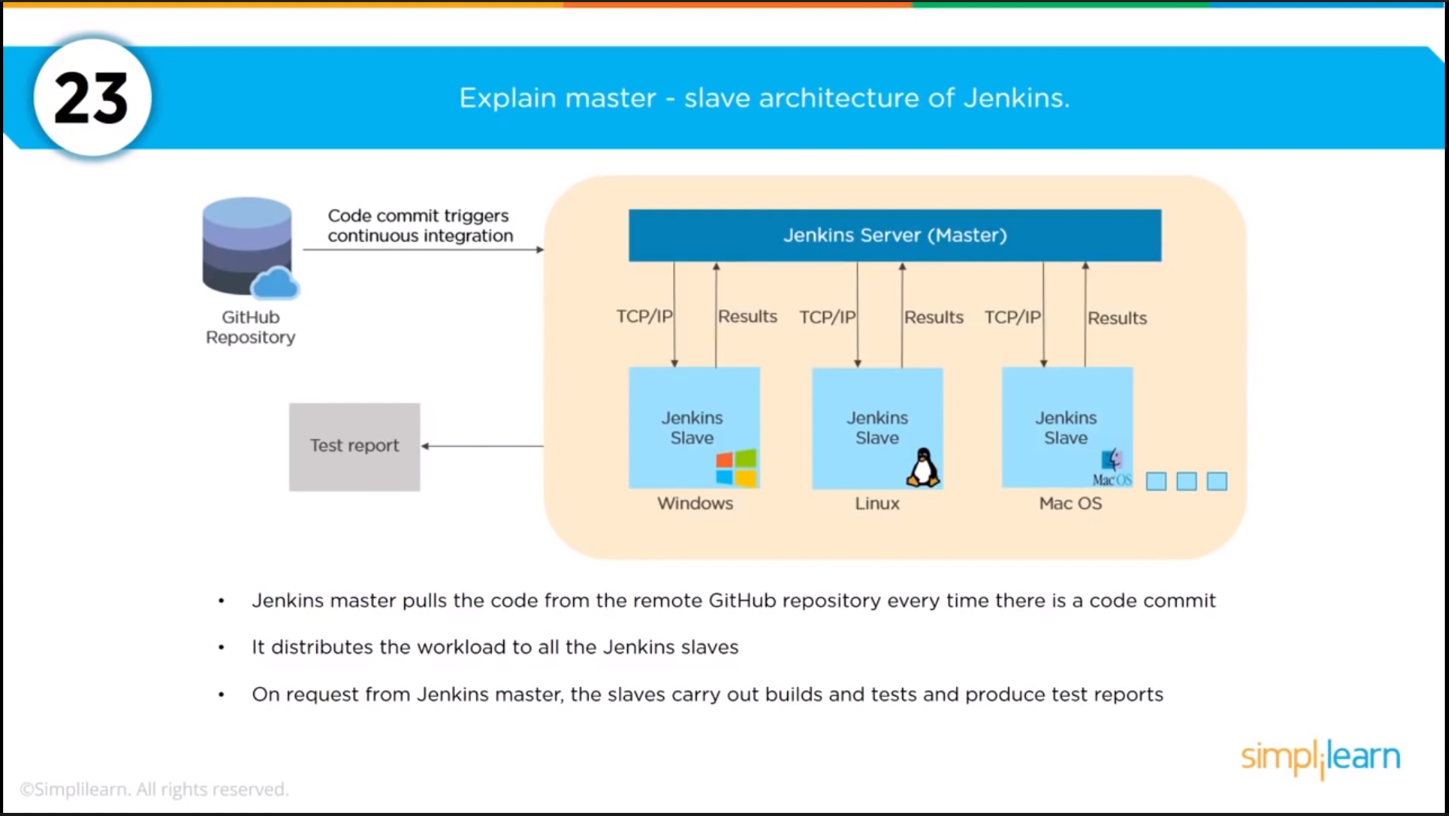 23
Explain master - slave architecture of Jenkins.
Code commit triggers
continuous integration
GitHub
Repository
Jenkins Server (Master)
TCP/IP
Results
TCP/IP
Results
TCP/IP
Results
Jenkins
Slave
Windows
Jenkins
Slave
Linux
Jenkins
Slave
Mac OS
Mac OS
Test report
• Jenkins master pulls the code from the remote GitHub repository every time there is a code commit
• It distributes the workload to all the Jenkins slaves
• On request from Jenkins master, the slaves carry out builds and tests and produce test reports
simplilearn
©Simplilearn. All rights reserved.